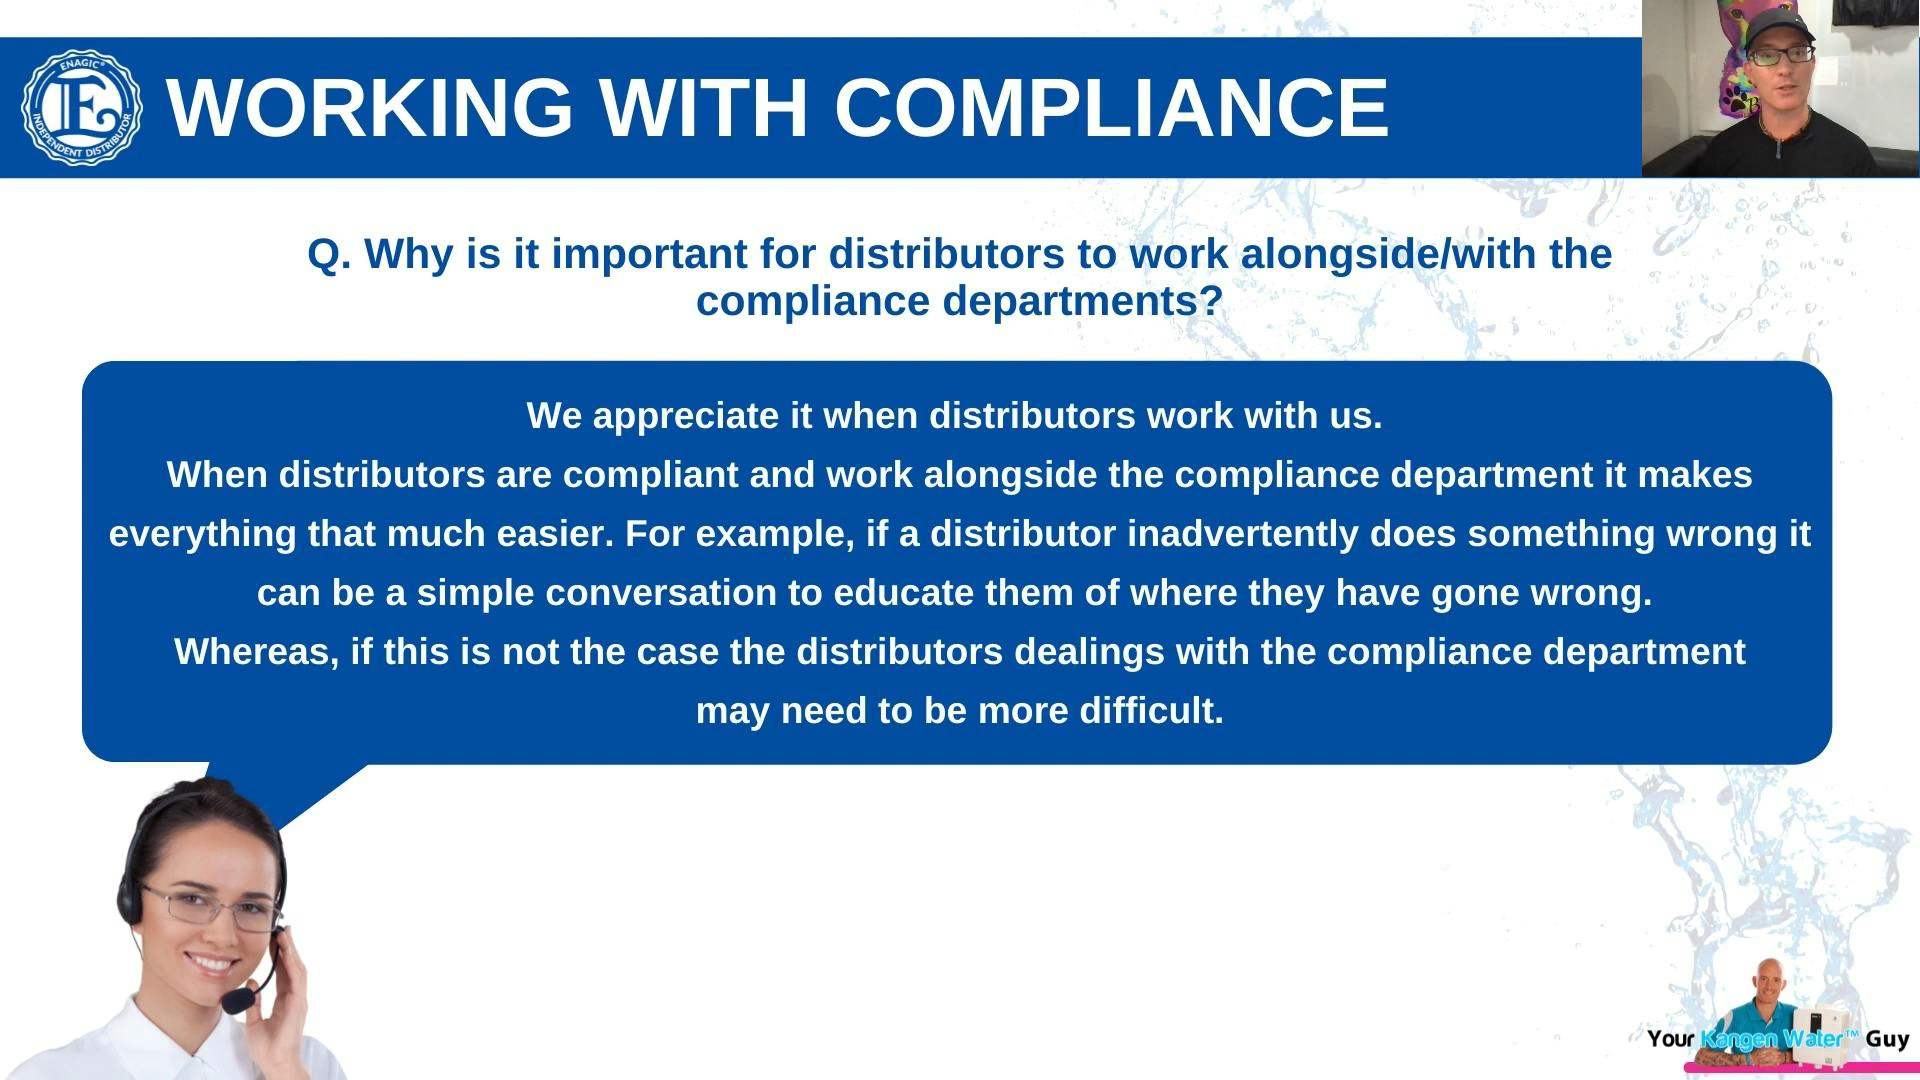 ENAGIC®
E
INDEPENDENT DISTRIBUTOR
WORKING WITH COMPLIANCE
Q. Why is it important for distributors to work alongside/with the
compliance departments?
We appreciate it when distributors work with us.
When distributors are compliant and work alongside the compliance department it makes
everything that much easier. For example, if a distributor inadvertently does something wrong it
can be a simple conversation to educate them of where they have gone wrong.
Whereas, if this is not the case the distributors dealings with the compliance department
may need to be more difficult.
Your Kangen Water™ Guy